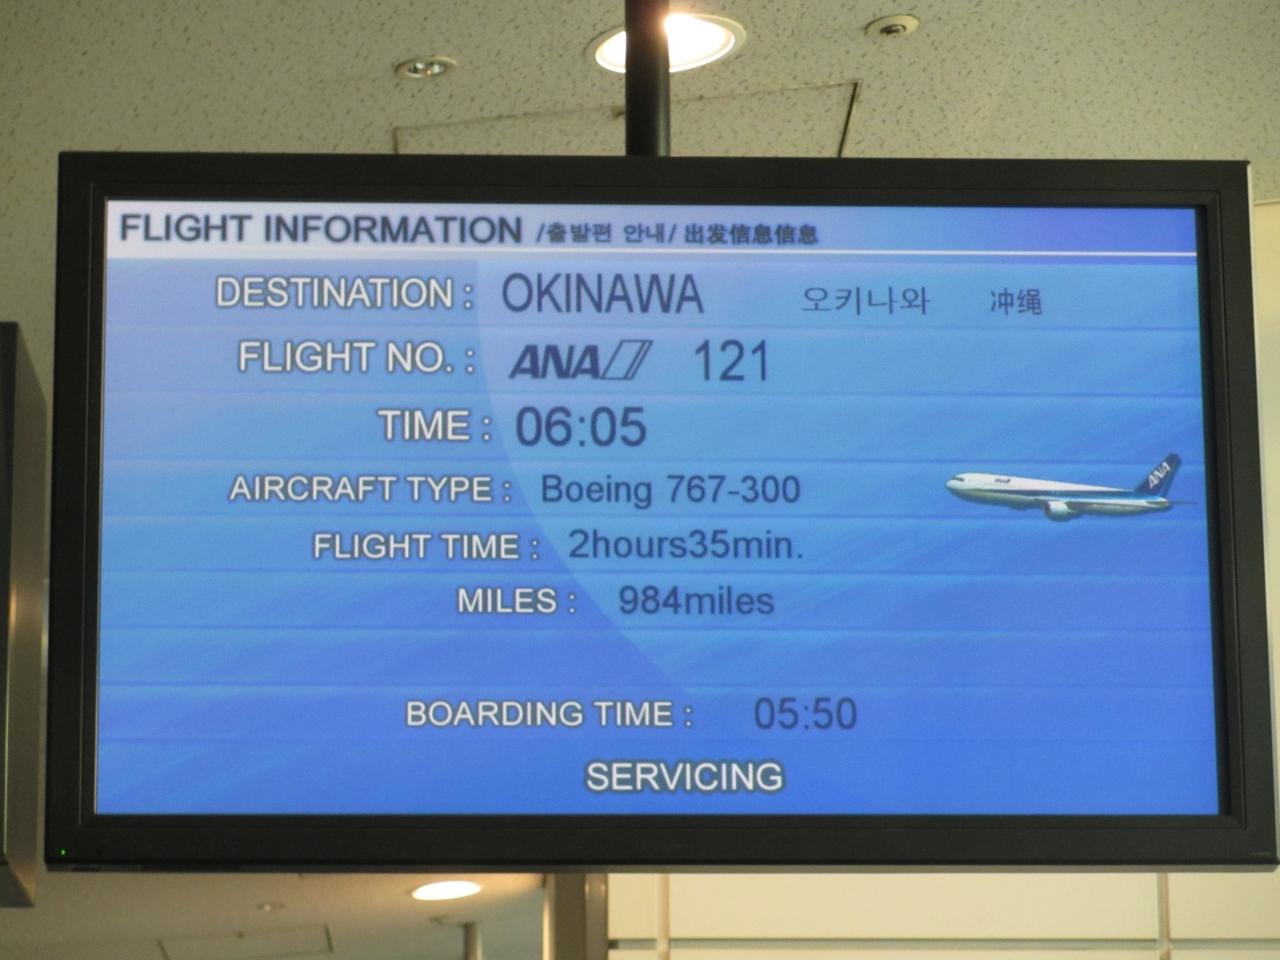 FLIGHT INFORMATION /출발편 안내/ 出发信息信息
DESTINATION : OKINAWA 오키나와 冲绳
FLIGHT NO. : ANA 121
TIME : 06:05
AIRCRAFT TYPE : Boeing 767-300
ANA
FLIGHT TIME : 2hours35min.
MILES : 984miles
BOARDING TIME : 05:50
SERVICING